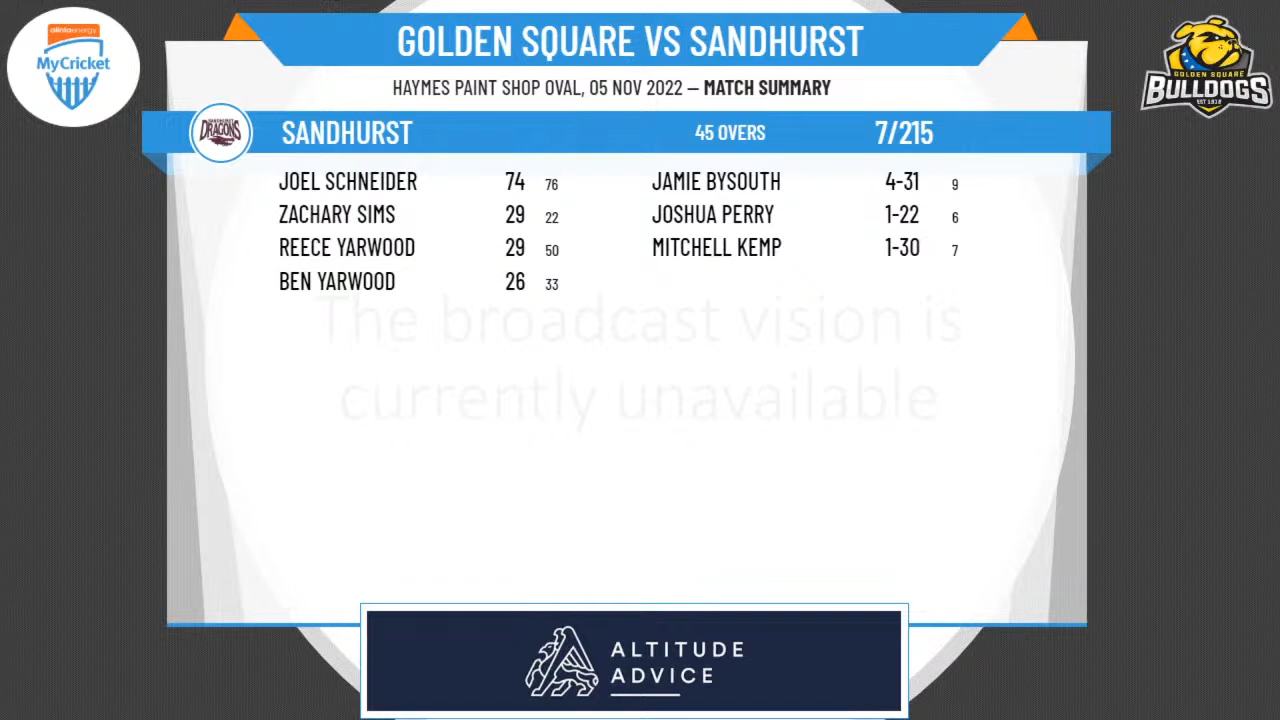 alintaenergy
MyCricket
GOLDEN SQUARE VS SANDHURST
GOLDEN SQUARE
BULLDOGS
EST 1918
HAYMES PAINT SHOP OVAL, 05 NOV 2022 – MATCH SUMMARY
SANDHURST
DRAGONS
SANDHURST 45 OVERS 7/215
JOEL SCHNEIDER 74 76 JAMIE BYSOUTH 4-31 9
ZACHARY SIMS 29 22 JOSHUA PERRY 1-22 6
REECE YARWOOD 29 50 MITCHELL KEMP 1-30 7
BEN YARWOOD 26 33
The broadcast vision is
currently unavailable
ALTITUDE
ADVICE